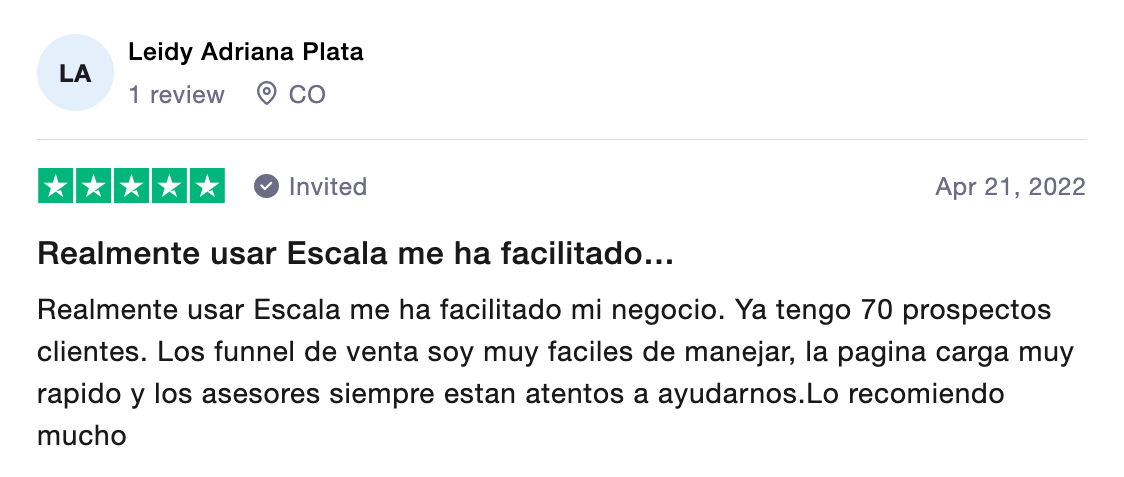 LA
Leidy Adriana Plata
1 review CO
Invited Apr 21, 2022
Realmente usar Escala me ha facilitado...
Realmente usar Escala me ha facilitado mi negocio. Ya tengo 70 prospectos
clientes. Los funnel de venta soy muy faciles de manejar, la pagina carga muy
rapido y los asesores siempre estan atentos a ayudarnos.Lo recomiendo
mucho